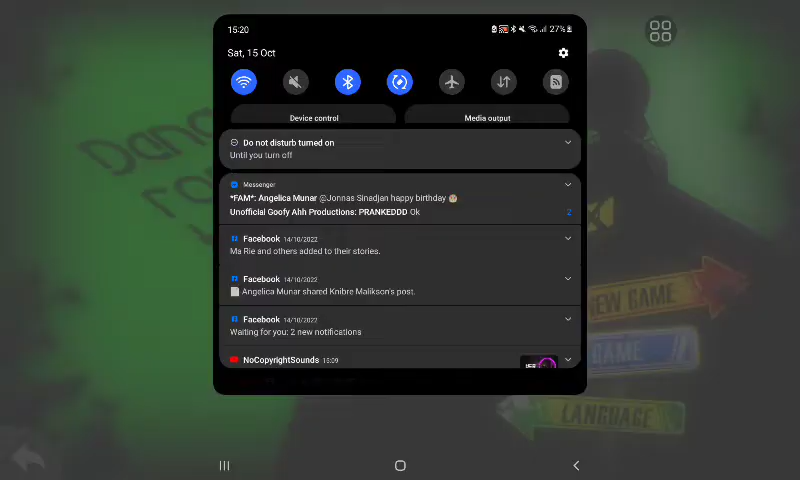 15:20
27%
Sat, 15 Oct
Device control
Media output
Do not disturb turned on
Until you turn off
Messenger
*FAM*: Angelica Munar @Jonnas Sinadjan happy birthday
Unofficial Goofy Ahh Productions: PRANKEDDD Ok
2
Facebook 14/10/2022
Ma Rie and others added to their stories.
Facebook 14/10/2022
Angelica Munar shared Knibre Malikson's post.
Facebook 14/10/2022
Waiting for you: 2 new notifications
NoCopyrightSounds 15:09
NEW GAME
GAME
LANGUAGE